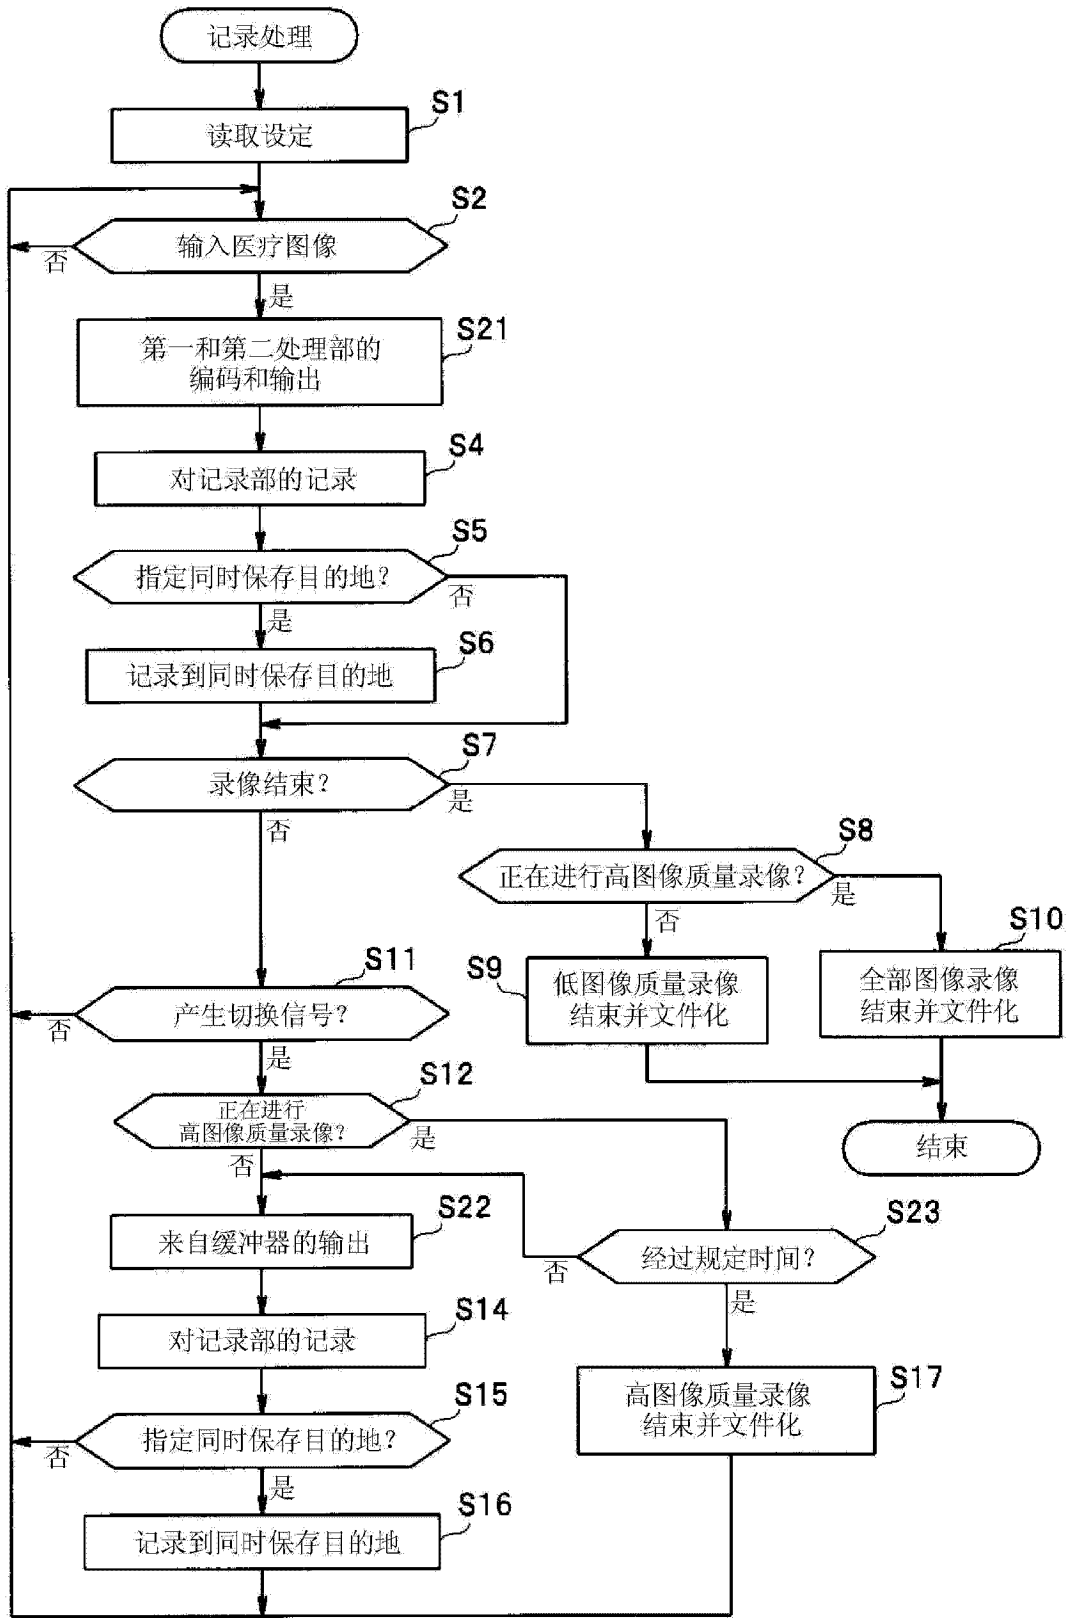 记录处理
S1
读取设定
S2
输入医疗图像
否
是
S21
第一和第二处理部的
编码和输出
S4
对记录部的记录
S5
指定同时保存目的地?
否
是
S6
记录到同时保存目的地
S7
录像结束?
是
否
S8
正在进行高图像质量录像?
是
否
S9
低图像质量录像
结束并文件化
S10
全部图像录像
结束并文件化
结束
S11
产生切换信号?
否
是
S12
正在进行
高图像质量录像?
是
否
S22
来自缓冲器的输出
S23
经过规定时间?
否
是
S14
对记录部的记录
S17
高图像质量录像
结束并文件化
S15
指定同时保存目的地?
否
是
S16
记录到同时保存目的地